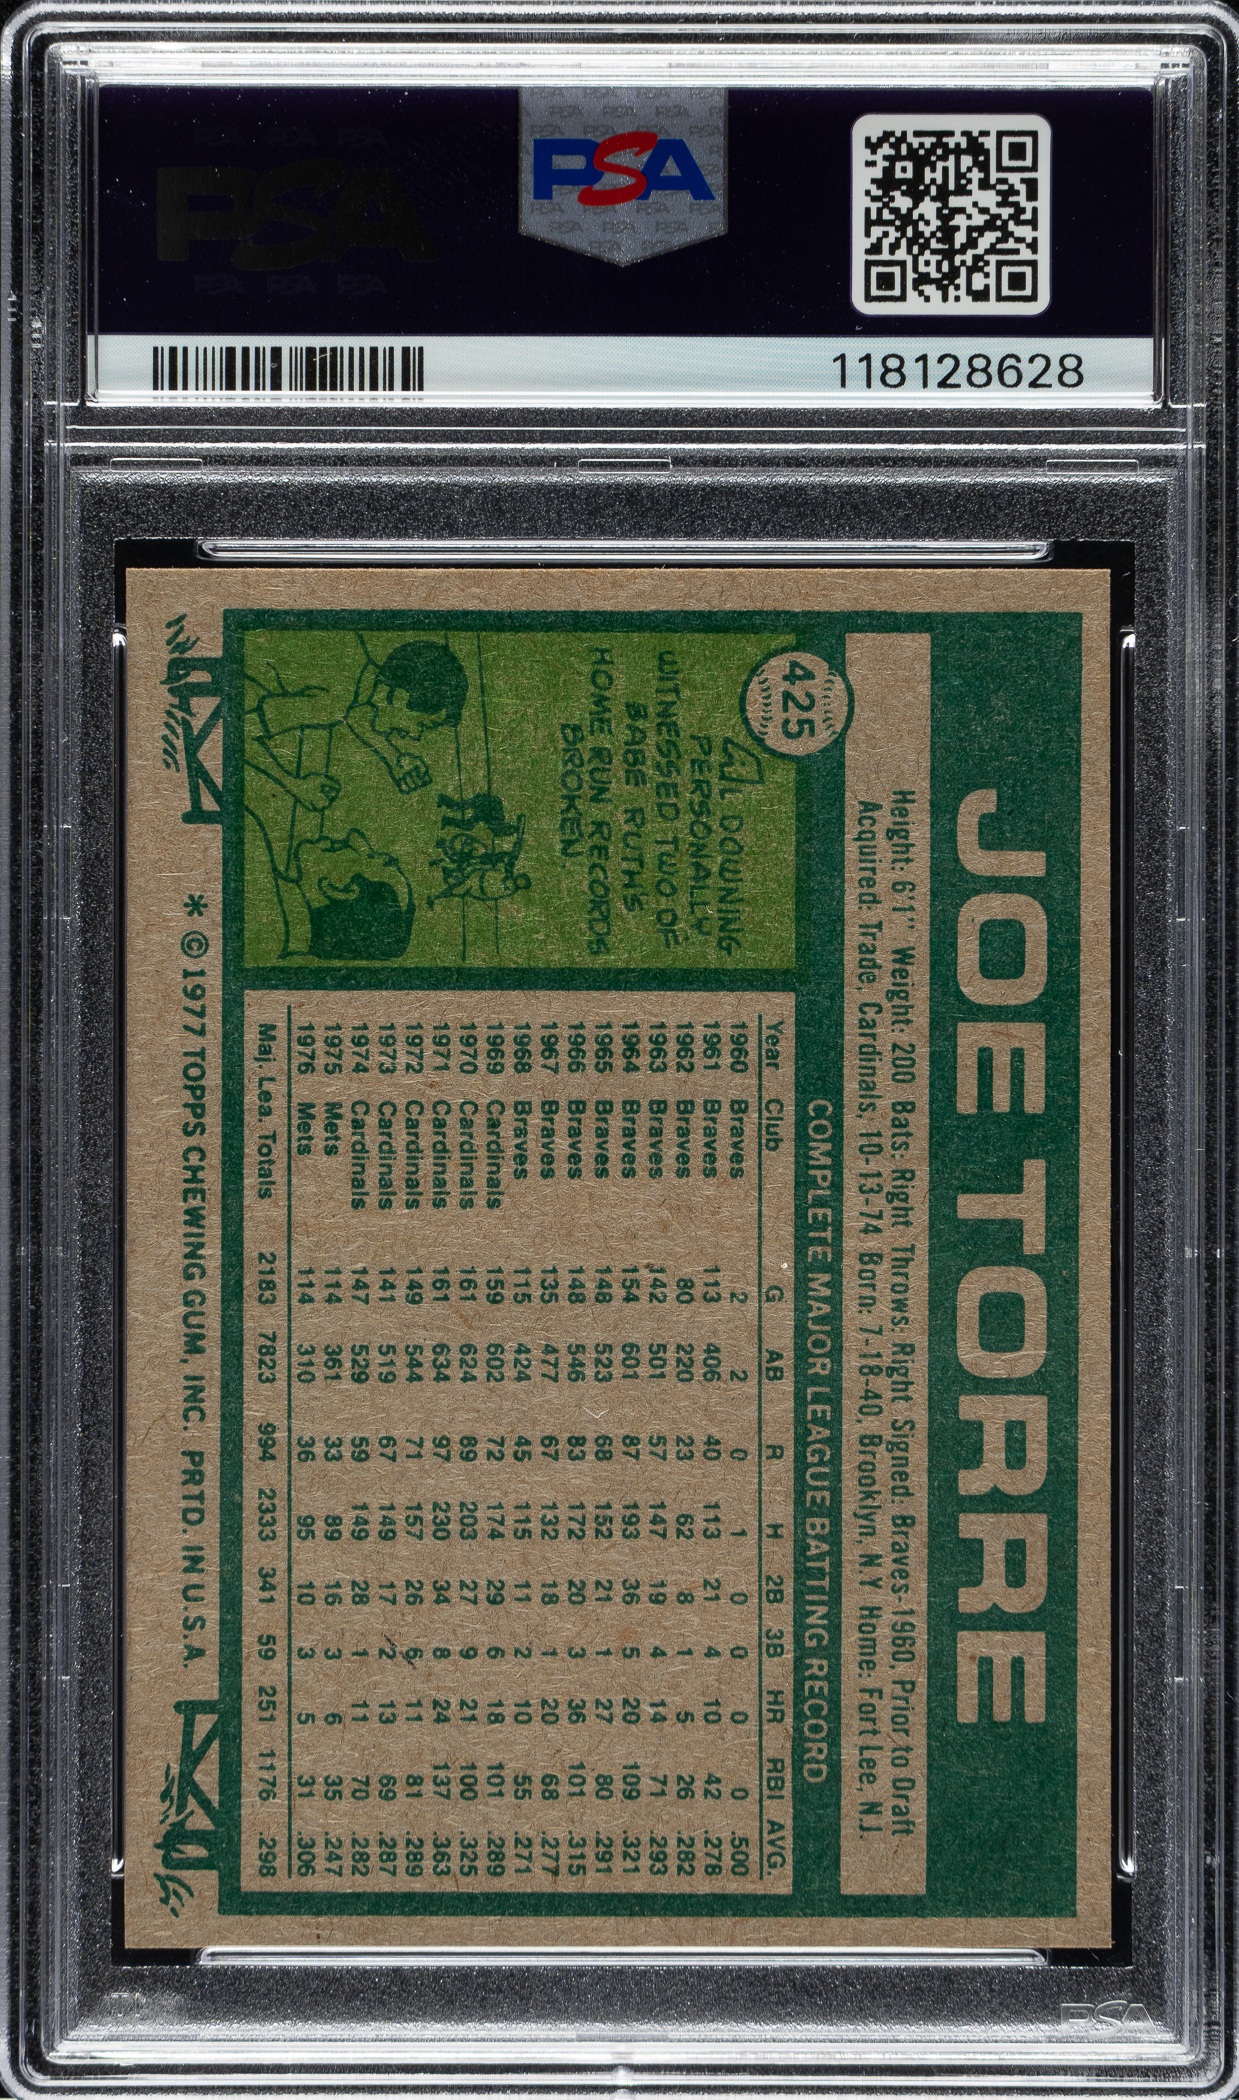 PSA
118128628
JOE TORRE
Height: 6'1" Weight: 200 Bats: Right Throws: Right Signed: Braves-1960, Prior to Draft
Acquired: Trade, Cardinals, 10-13-74 Born: 7-18-40, Brooklyn, N.Y Home: Fort Lee, N.J.
425
AL DOWNING
PERSONALLY
WITNESSED TWO OF
BABE RUTH'S
HOME RUN RECORDS
BROKEN.
COMPLETE MAJOR LEAGUE BATTING RECORD
Year Club G AB R H 2B 3B HR RBI AVG.
1960 Braves 2 2 0 1 0 0 0 0 .500
1961 Braves 113 406 40 113 21 4 10 42 .278
1962 Braves 80 220 23 62 8 1 5 26 .282
1963 Braves 142 501 57 147 19 4 14 71 .293
1964 Braves 154 601 87 193 36 5 20 109 .321
1965 Braves 148 523 68 152 21 1 27 80 .291
1966 Braves 148 546 83 172 20 3 36 101 .315
1967 Braves 135 477 67 132 18 1 20 68 .277
1968 Braves 115 424 45 115 11 2 10 55 .271
1969 Cardinals 159 602 72 174 29 6 18 101 .289
1970 Cardinals 161 624 89 203 27 9 21 100 .325
1971 Cardinals 161 634 97 230 34 8 24 137 .363
1972 Cardinals 149 544 71 157 26 6 11 81 .289
1973 Cardinals 141 519 67 149 17 2 13 69 .287
1974 Cardinals 147 529 59 149 28 1 11 70 .282
1975 Mets 114 361 33 89 16 3 6 35 .247
1976 Mets 114 310 36 95 10 3 5 31 .306
Maj. Lea. Totals 2183 7823 994 2333 341 59 251 1176 .298
* © 1977 TOPPS CHEWING GUM, INC. PRTD. IN U.S.A.
PSA